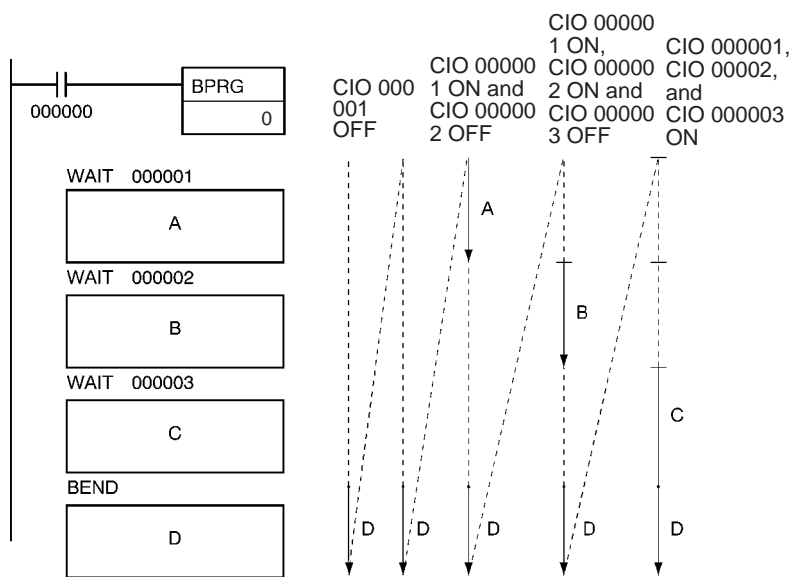 BPRG
0
000000
CIO 000
001
OFF
CIO 00000
1 ON and
CIO 00000
2 OFF
CIO 00000
1 ON,
CIO 00000
2 ON and
CIO 00000
3 OFF
CIO 000001,
CIO 00002,
and
CIO 000003
ON
WAIT 000001
A
A
WAIT 000002
B
B
WAIT 000003
C
C
BEND
D
D
D
D
D
D